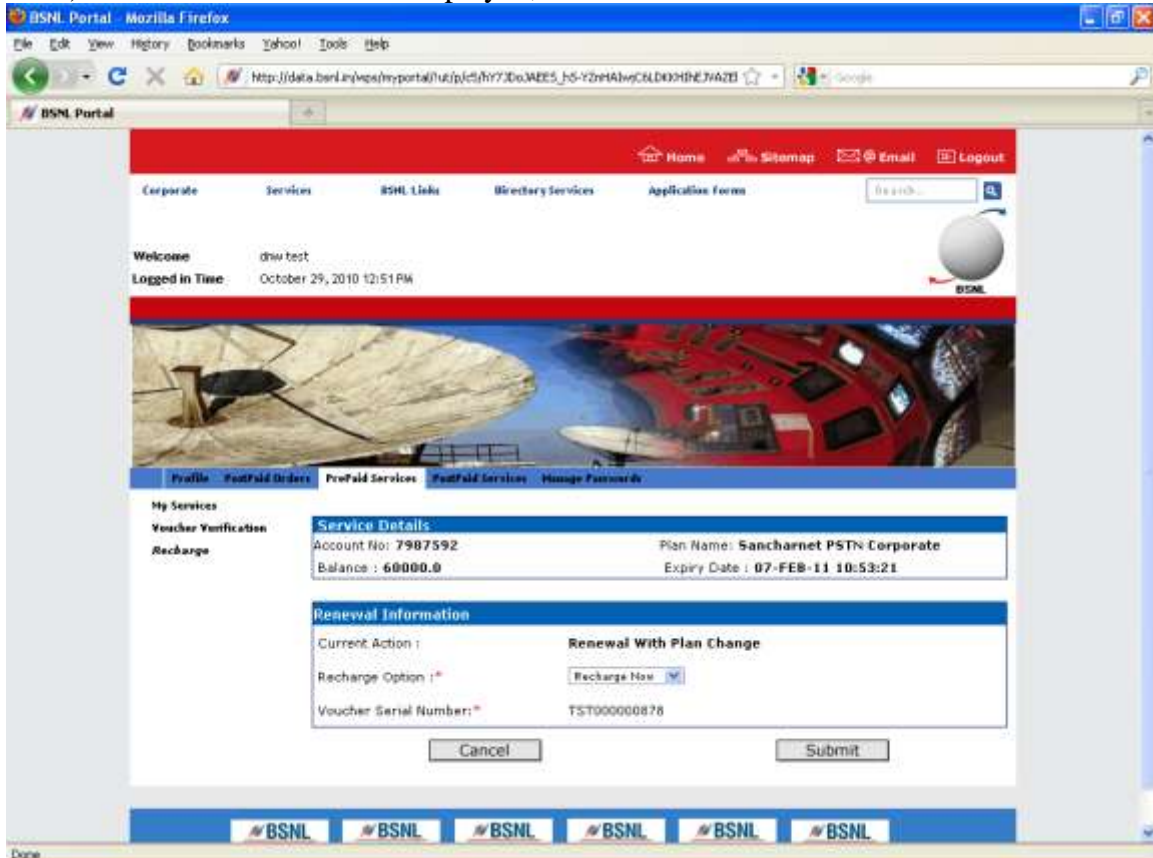 BSNL Portal - Mozilla Firefox
File Edit View History Bookmarks Yahoo! Tools Help
Google
BSNL Portal
Home Sitemap @ Email Logout
Corporate Services BSNL Links Directory Services Application Forms Search..
Welcome dnw test
Logged in Time October 29, 2010 12:51 PM
BSNL
Profile PostPaid Orders PrePaid Services PostPaid Services Manage Passwords
My Services
Voucher Verification
Recharge
Service Details
Account No: 7987592 Plan Name: Sancharnet PSTN Corporate
Balance : 60000.0 Expiry Date : 07-FEB-11 10:53:21
Renewal Information
Current Action : Renewal With Plan Change
Recharge Option :* Recharge Now
Voucher Serial Number:* TST000000878
Cancel Submit
BSNL BSNL BSNL BSNL BSNL BSNL
Done